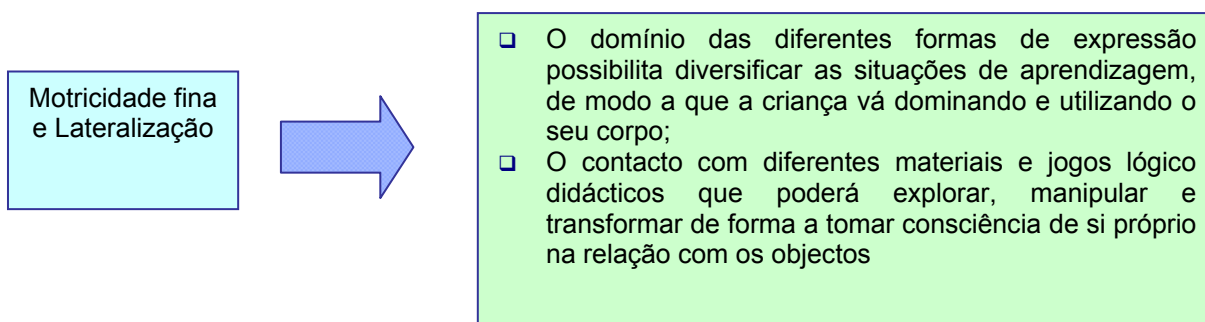 Motricidade fina
e Lateralização
❑ O domínio das diferentes formas de expressão
possibilita diversificar as situações de aprendizagem,
de modo a que a criança vá dominando e utilizando o
seu corpo;
❑ O contacto com diferentes materiais e jogos lógico
didácticos que poderá explorar, manipular e
transformar de forma a tomar consciência de si próprio
na relação com os objectos